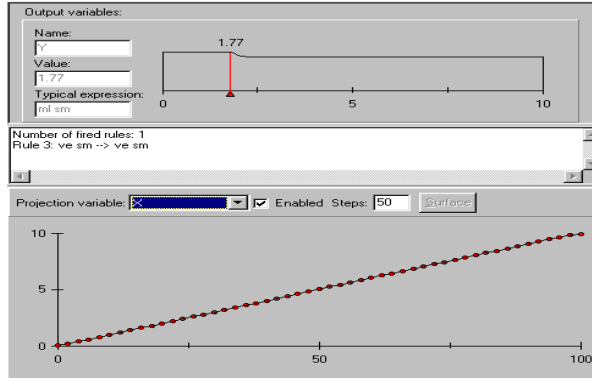 Output variables:
Name:
Y
Value:
1.77
Typical expression:
ml sm
1.77
0 5 10
Number of fired rules: 1
Rule 3: ve sm --> ve sm
Projection variable: X Enabled Steps: 50 Surface
10
5
0
0 50 100